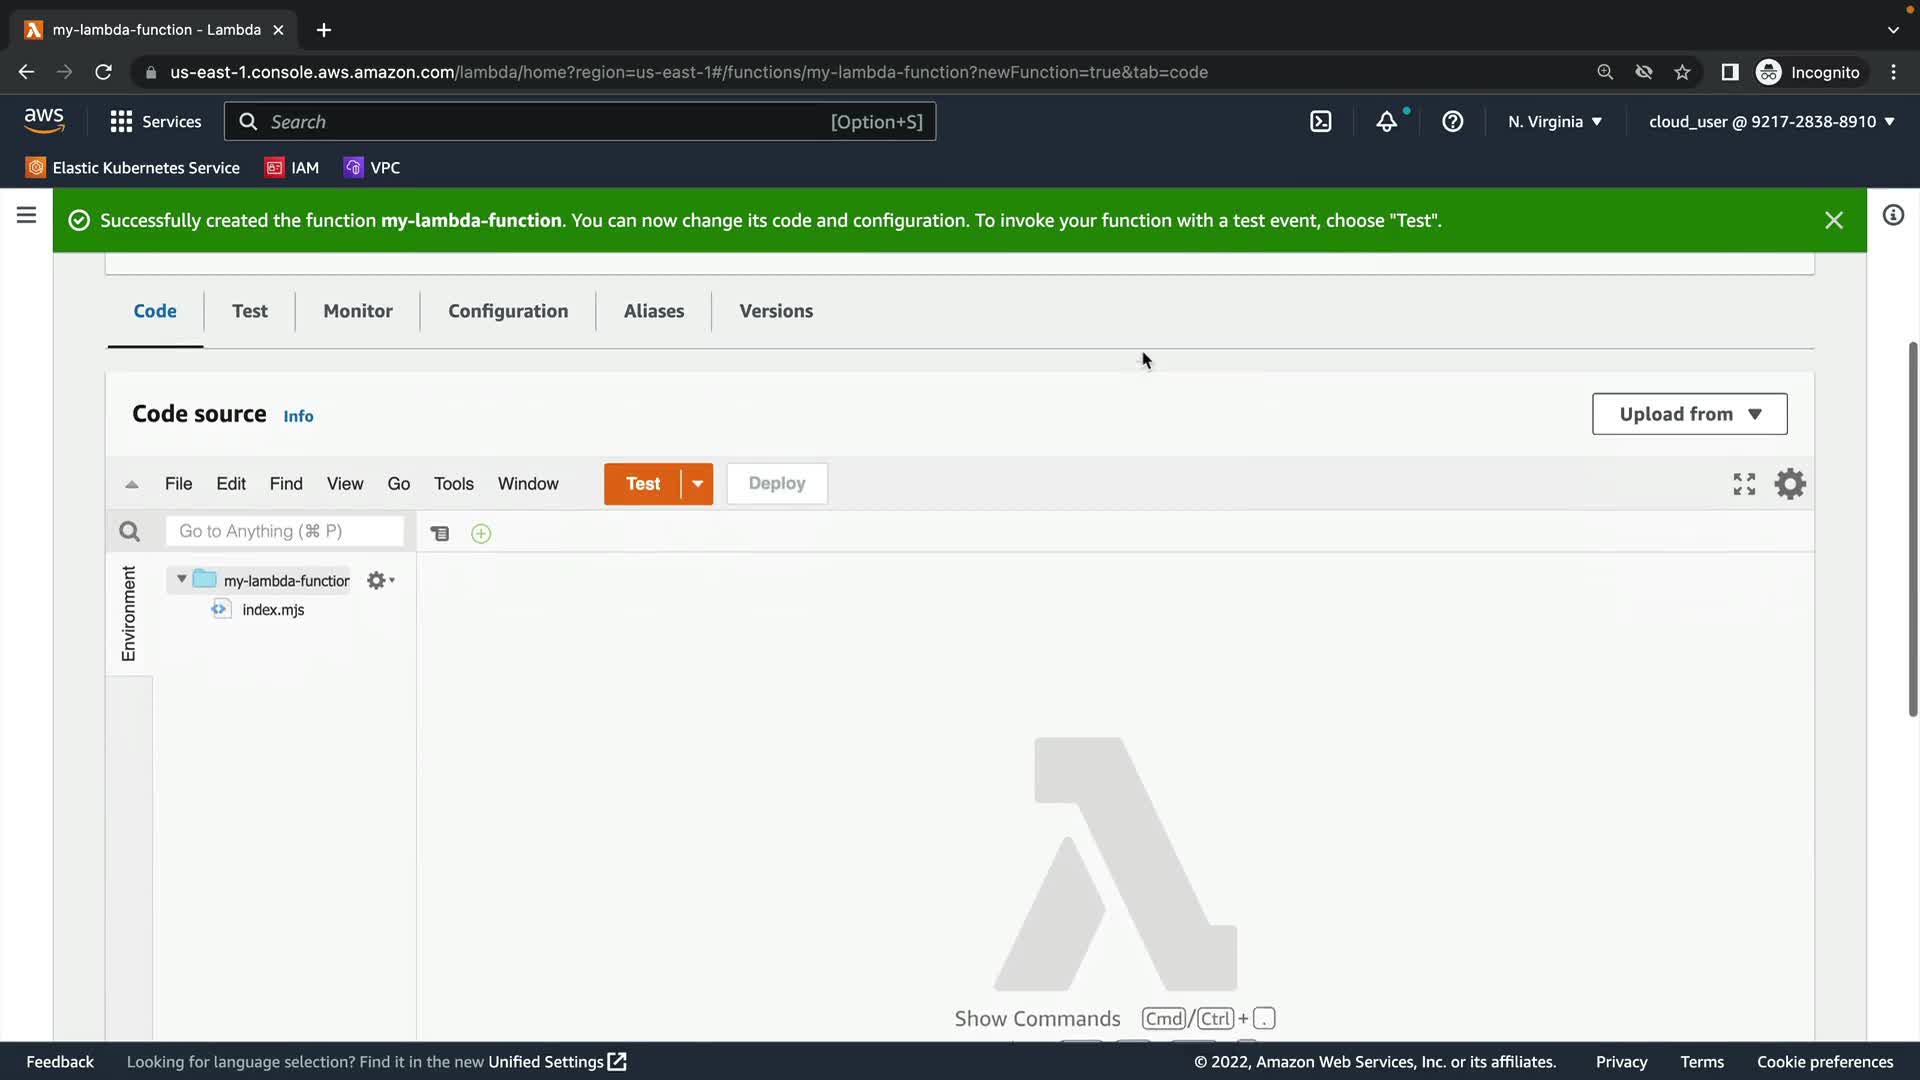 my-lambda-function - Lambda
us-east-1.console.aws.amazon.com/lambda/home?region=us-east-1#/functions/my-lambda-function?newFunction=true&tab=code
Incognito
aws
Services
Search
[Option+S]
N. Virginia
cloud_user @ 9217-2838-8910
Elastic Kubernetes Service
IAM
VPC
Successfully created the function my-lambda-function. You can now change its code and configuration. To invoke your function with a test event, choose "Test".
Code
Test
Monitor
Configuration
Aliases
Versions
Code source
Info
Upload from
File
Edit
Find
View
Go
Tools
Window
Test
Deploy
Go to Anything (⌘ P)
Environment
my-lambda-function
index.mjs
Show Commands
Cmd/Ctrl + .
Feedback
Looking for language selection? Find it in the new Unified Settings
© 2022, Amazon Web Services, Inc. or its affiliates.
Privacy
Terms
Cookie preferences